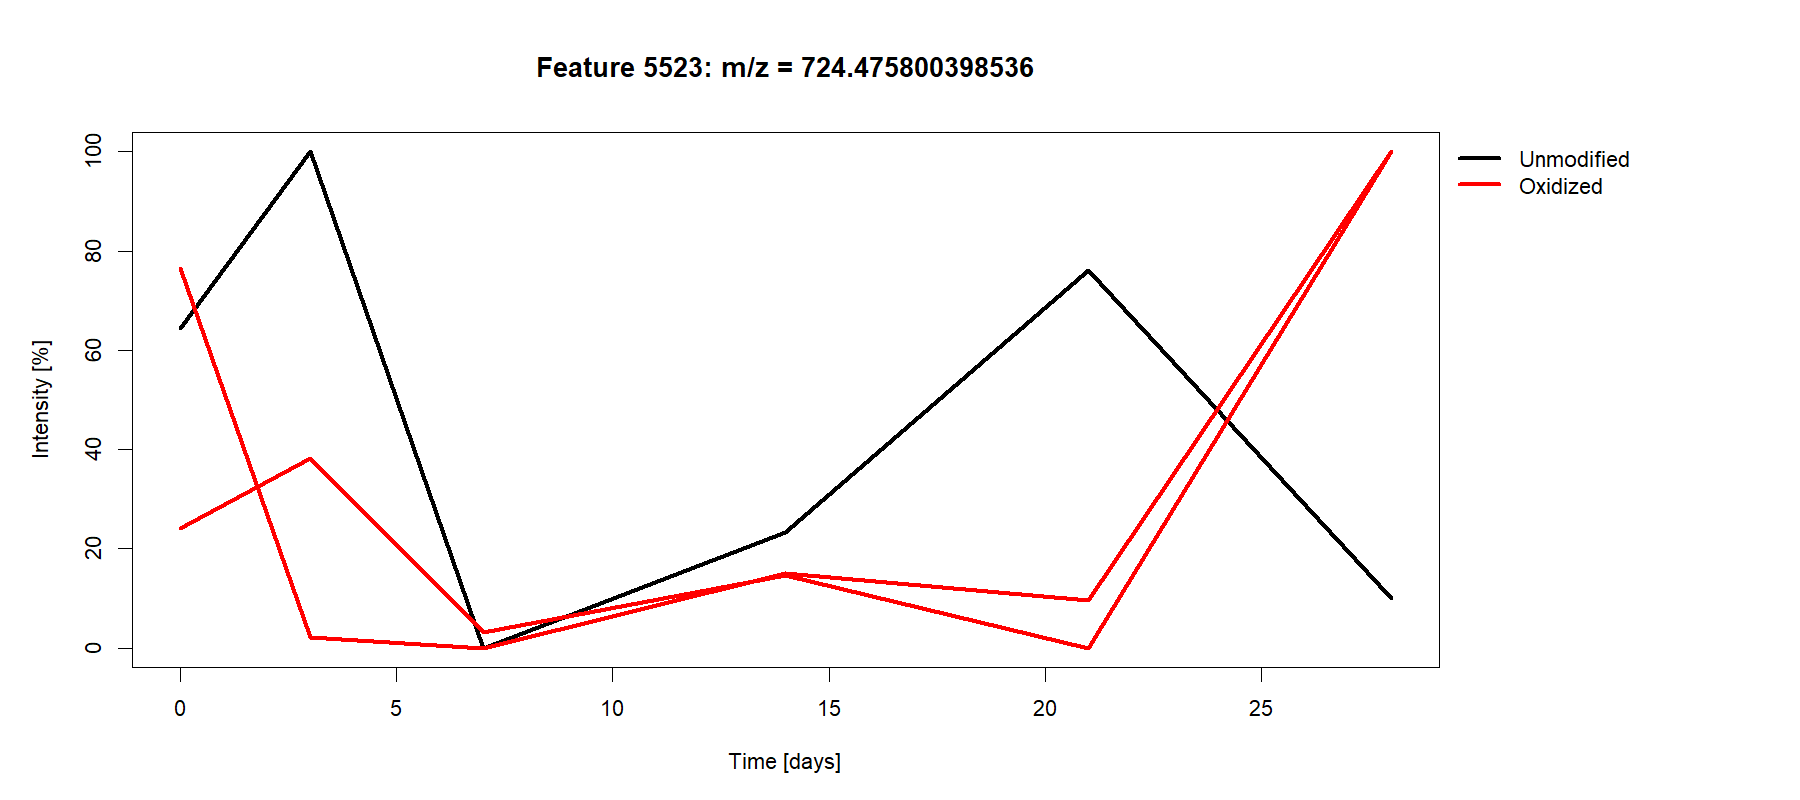 Feature 5523: m/z = 724.475800398536
Unmodified
Oxidized
Intensity [%]
100
80
60
40
20
0
0 5 10 15 20 25
Time [days]